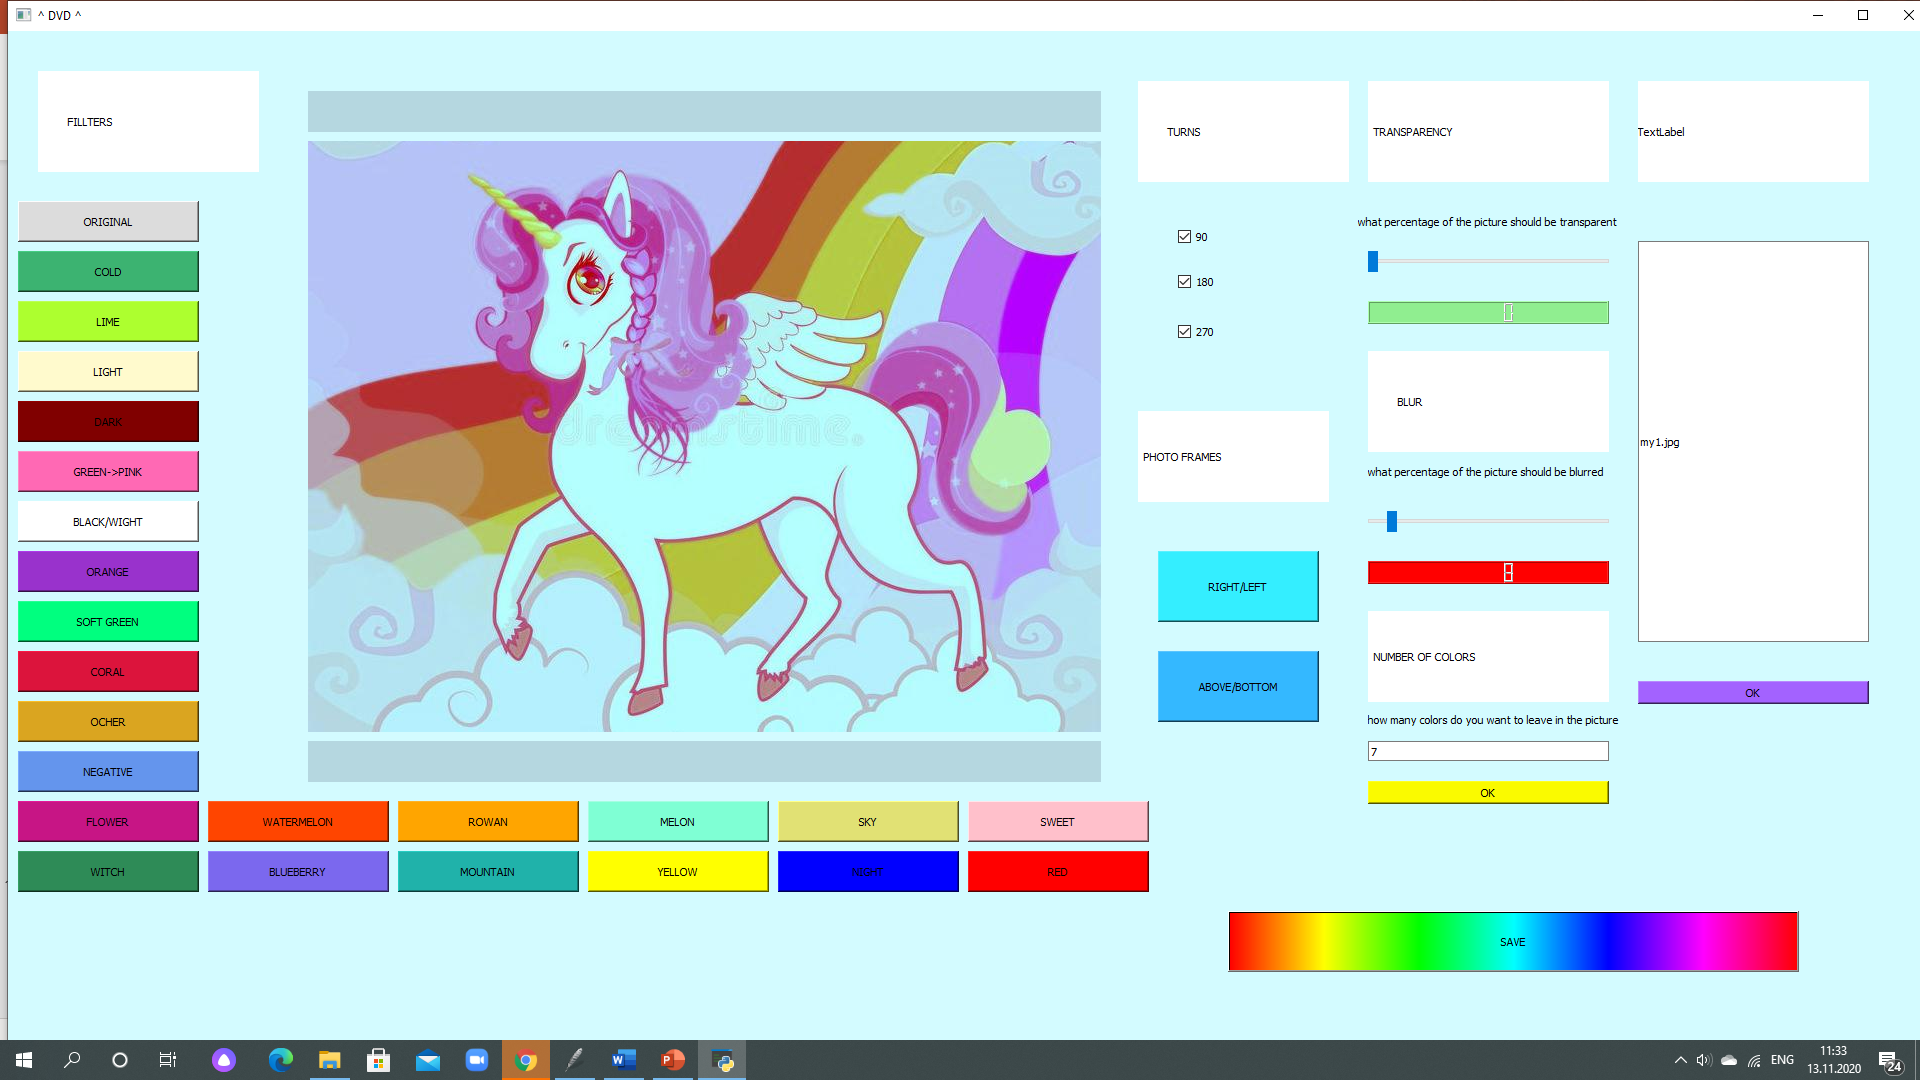 ^ DVD ^
FILLTERS
ORIGINAL
COLD
LIME
LIGHT
DARK
GREEN->PINK
BLACK/WIGHT
ORANGE
SOFT GREEN
CORAL
OCHER
NEGATIVE
FLOWER
WATERMELON
ROWAN
MELON
SKY
SWEET
WITCH
BLUEBERRY
MOUNTAIN
YELLOW
NIGHT
RED
dreamstime.
TURNS
90
180
270
PHOTO FRAMES
RIGHT/LEFT
ABOVE/BOTTOM
TRANSPARENCY
what percentage of the picture should be transparent
0
BLUR
what percentage of the picture should be blurred
8
NUMBER OF COLORS
how many colors do you want to leave in the picture
7
OK
TextLabel
my1.jpg
OK
SAVE
ENG
11:33
13.11.2020
24